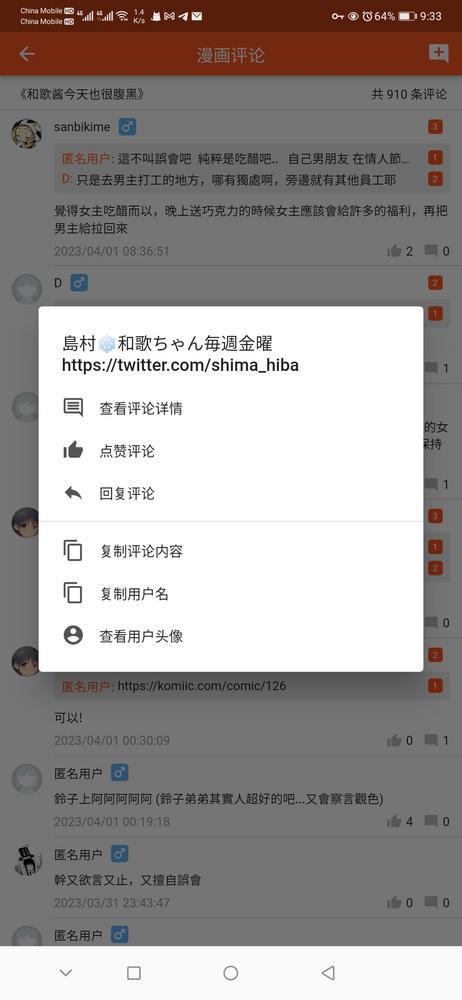 China Mobile HD 4G 4G 1.4 64% 9:33
China Mobile HD K/s
漫画评论
《和歌酱今天也很腹黑》 共 910 条评论
sanbikime 3
匿名用户: 這不叫誤會吧 純粹是吃醋吧.. 自己男朋友 在情人節… 1
D: 只是去男主打工的地方，哪有獨處啊，旁邊就有其他員工耶 2
覺得女主吃醋而以，晚上送巧克力的時候女主應該會給許多的福利，再把
男主給拉回來
2023/04/01 08:36:51 2 0
D 2
1
島村❄️和歌ちゃん毎週金曜
https://twitter.com/shima_hiba
1
查看评论详情
的女
点赞评论
保持
回复评论
1
3
复制评论内容
1
2
复制用户名
0
查看用户头像
2
匿名用户: https://komiic.com/comic/126 1
可以!
2023/04/01 00:30:09 0 1
匿名用户
鈴子上阿阿阿阿阿 (鈴子弟弟其實人超好的吧...又會察言觀色)
2023/04/01 00:19:18 4 0
匿名用户
幹又欲言又止，又擅自誤會
2023/03/31 23:43:47 0 0
匿名用户